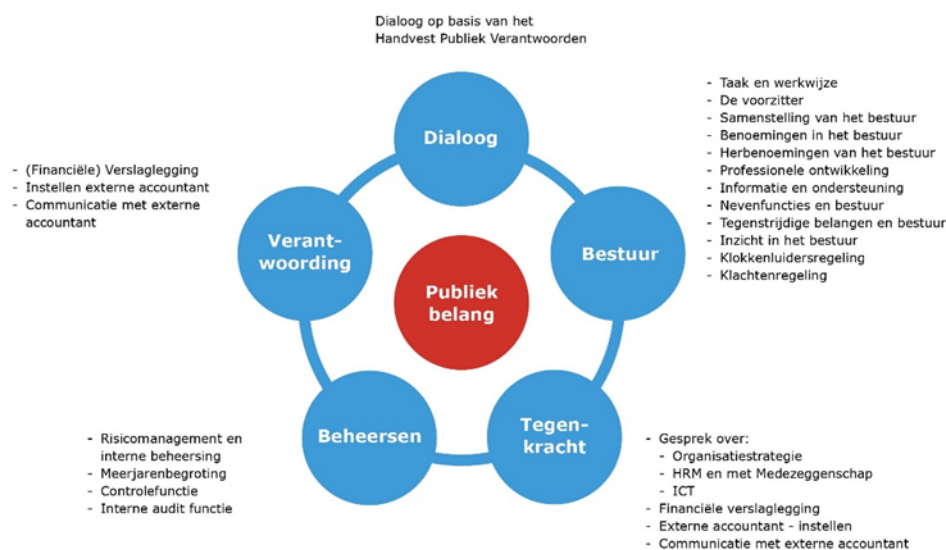 Dialoog op basis van het
Handvest Publiek Verantwoorden
Dialoog
- Taak en werkwijze
- De voorzitter
- Samenstelling van het bestuur
- Benoemingen in het bestuur
- Herbenoemingen van het bestuur
- Professionele ontwikkeling
- Informatie en ondersteuning
- Nevenfuncties en bestuur
- Tegenstrijdige belangen en bestuur
- Inzicht in het bestuur
- Klokkenluidersregeling
- Klachtenregeling
- (Financiële) Verslaglegging
- Instellen externe accountant
- Communicatie met externe
accountant
Verant-
woording
Bestuur
Publiek
belang
Beheersen
Tegen-
kracht
- Risicomanagement en
interne beheersing
- Meerjarenbegroting
- Controlefunctie
- Interne audit functie
- Gesprek over:
- Organisatiestrategie
- HRM en met Medezeggenschap
- ICT
- Financiële verslaglegging
- Externe accountant - instellen
- Communicatie met externe accountant